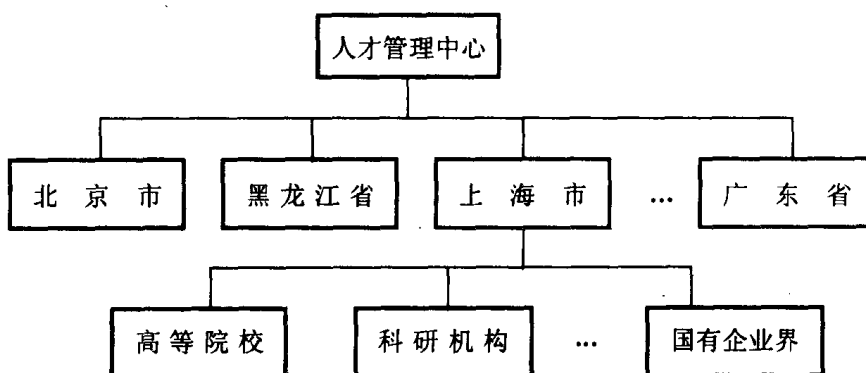 人才管理中心
北京市 黑龙江省 上海市 … 广东省
高等院校 科研机构 … 国有企业界